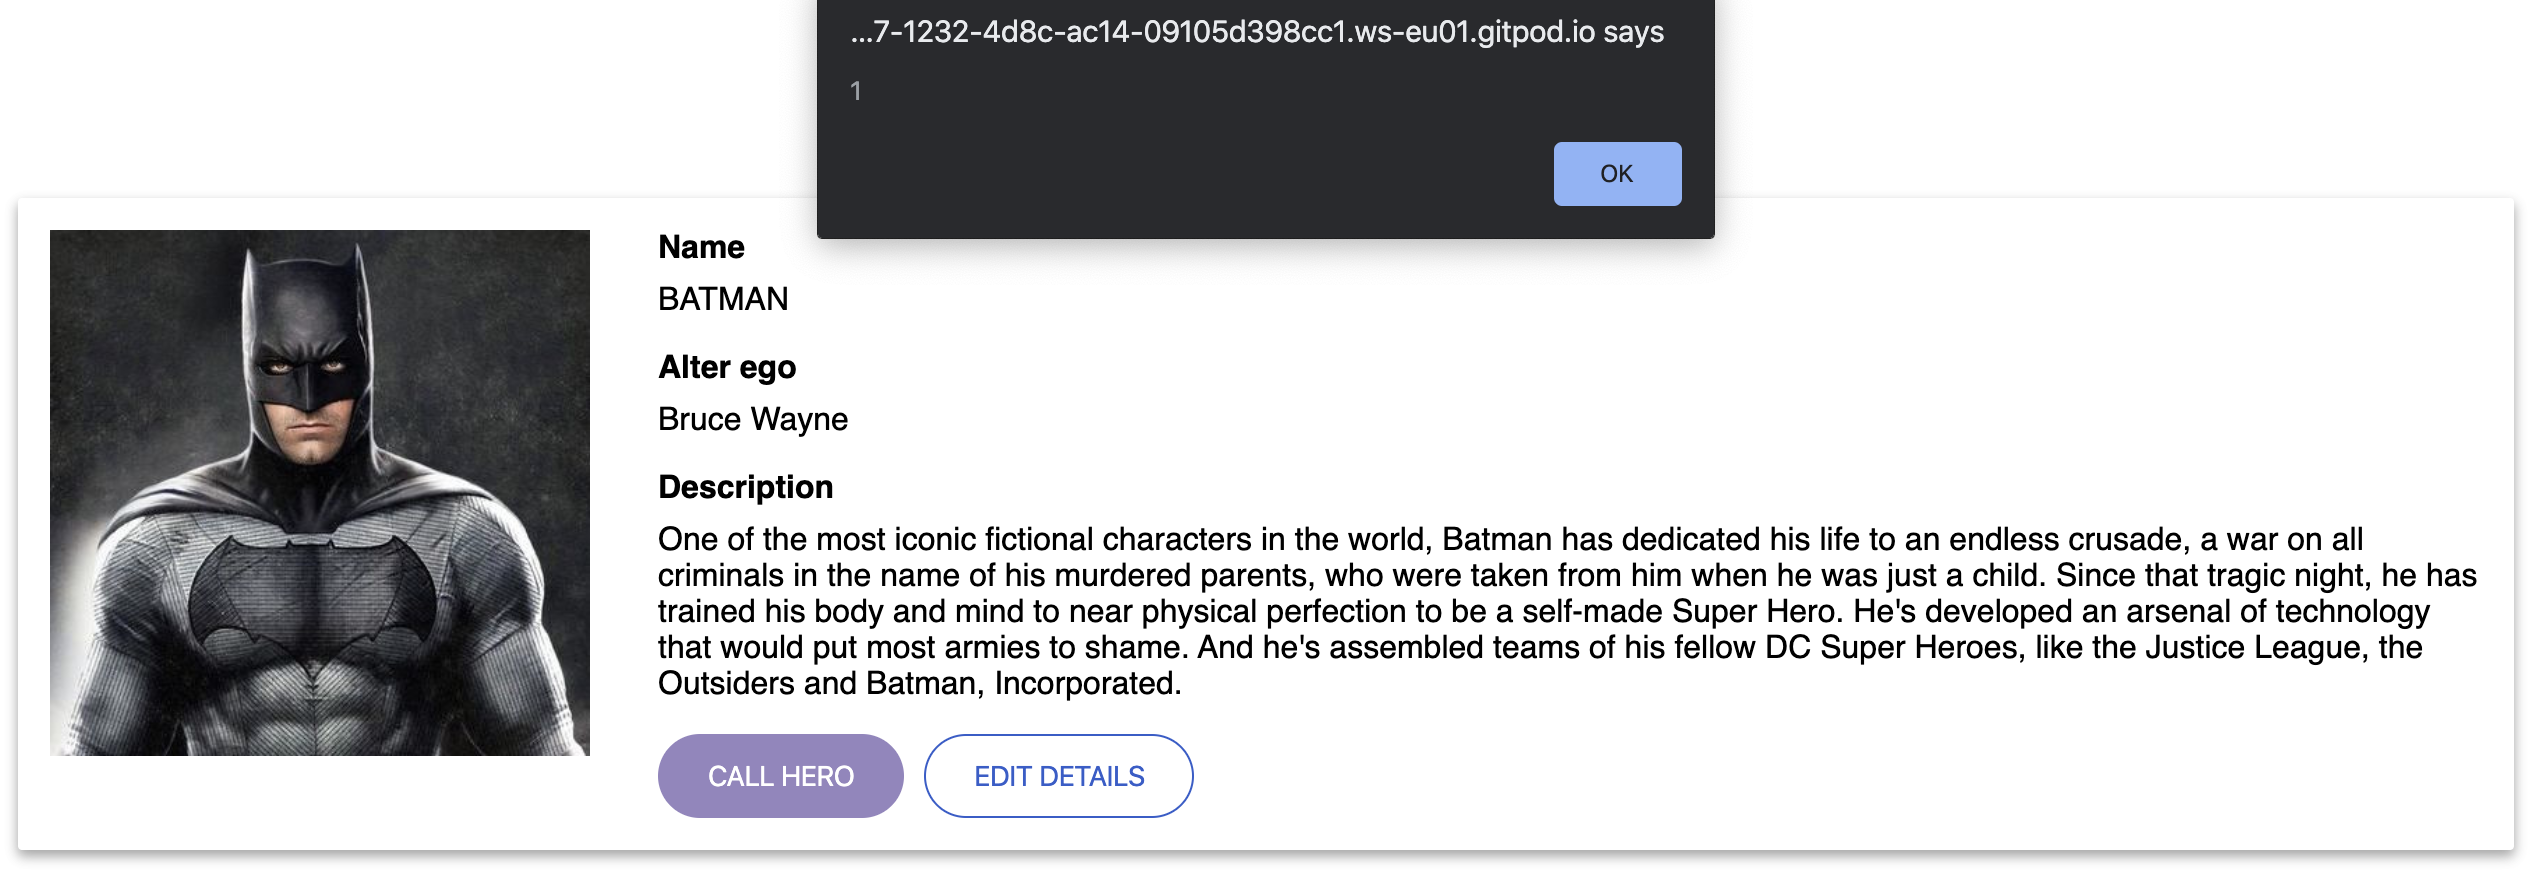 ...7-1232-4d8c-ac14-09105d398cc1.ws-eu01.gitpod.io says
1
OK
Name
BATMAN
Alter ego
Bruce Wayne
Description
One of the most iconic fictional characters in the world, Batman has dedicated his life to an endless crusade, a war on all
criminals in the name of his murdered parents, who were taken from him when he was just a child. Since that tragic night, he has
trained his body and mind to near physical perfection to be a self-made Super Hero. He's developed an arsenal of technology
that would put most armies to shame. And he's assembled teams of his fellow DC Super Heroes, like the Justice League, the
Outsiders and Batman, Incorporated.
CALL HERO
EDIT DETAILS